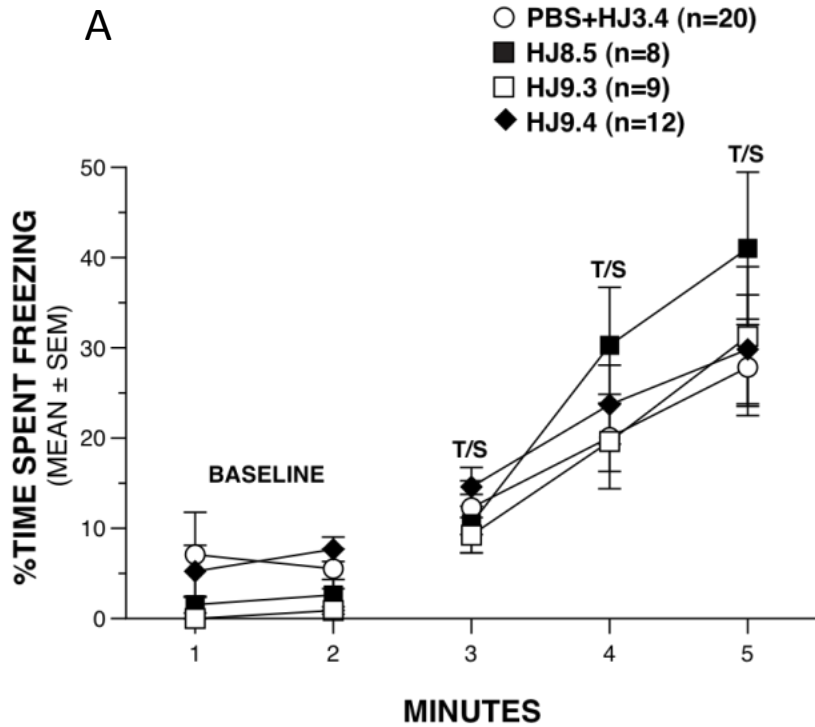 A
PBS+HJ3.4 (n=20)
HJ8.5 (n=8)
HJ9.3 (n=9)
HJ9.4 (n=12)
%TIME SPENT FREEZING
(MEAN ± SEM)
50
40
30
20
10
0
BASELINE
T/S
T/S
T/S
1
2
3
4
5
MINUTES